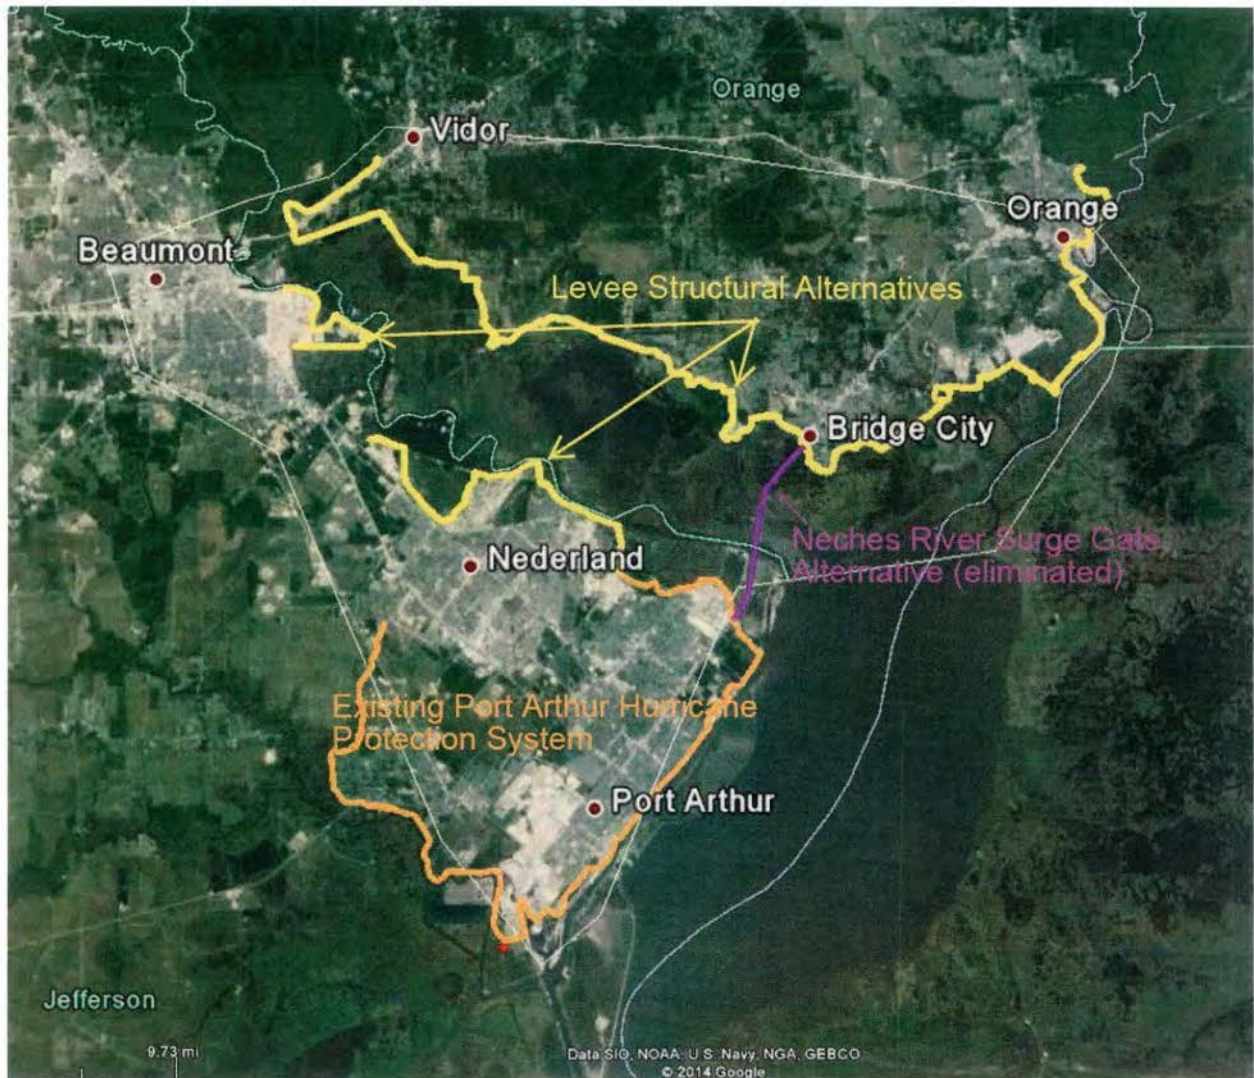 Orange
Vidor
Orange
Beaumont
Levee Structural Alternatives
Bridge City
Neches River Surge Gate
Alternative (eliminated)
Nederland
Existing Port Arthur Hurricane
Protection System
Port Arthur
Jefferson
9.73 mi
Data SIO, NOAA, U.S. Navy, NGA, GEBCO
© 2014 Google